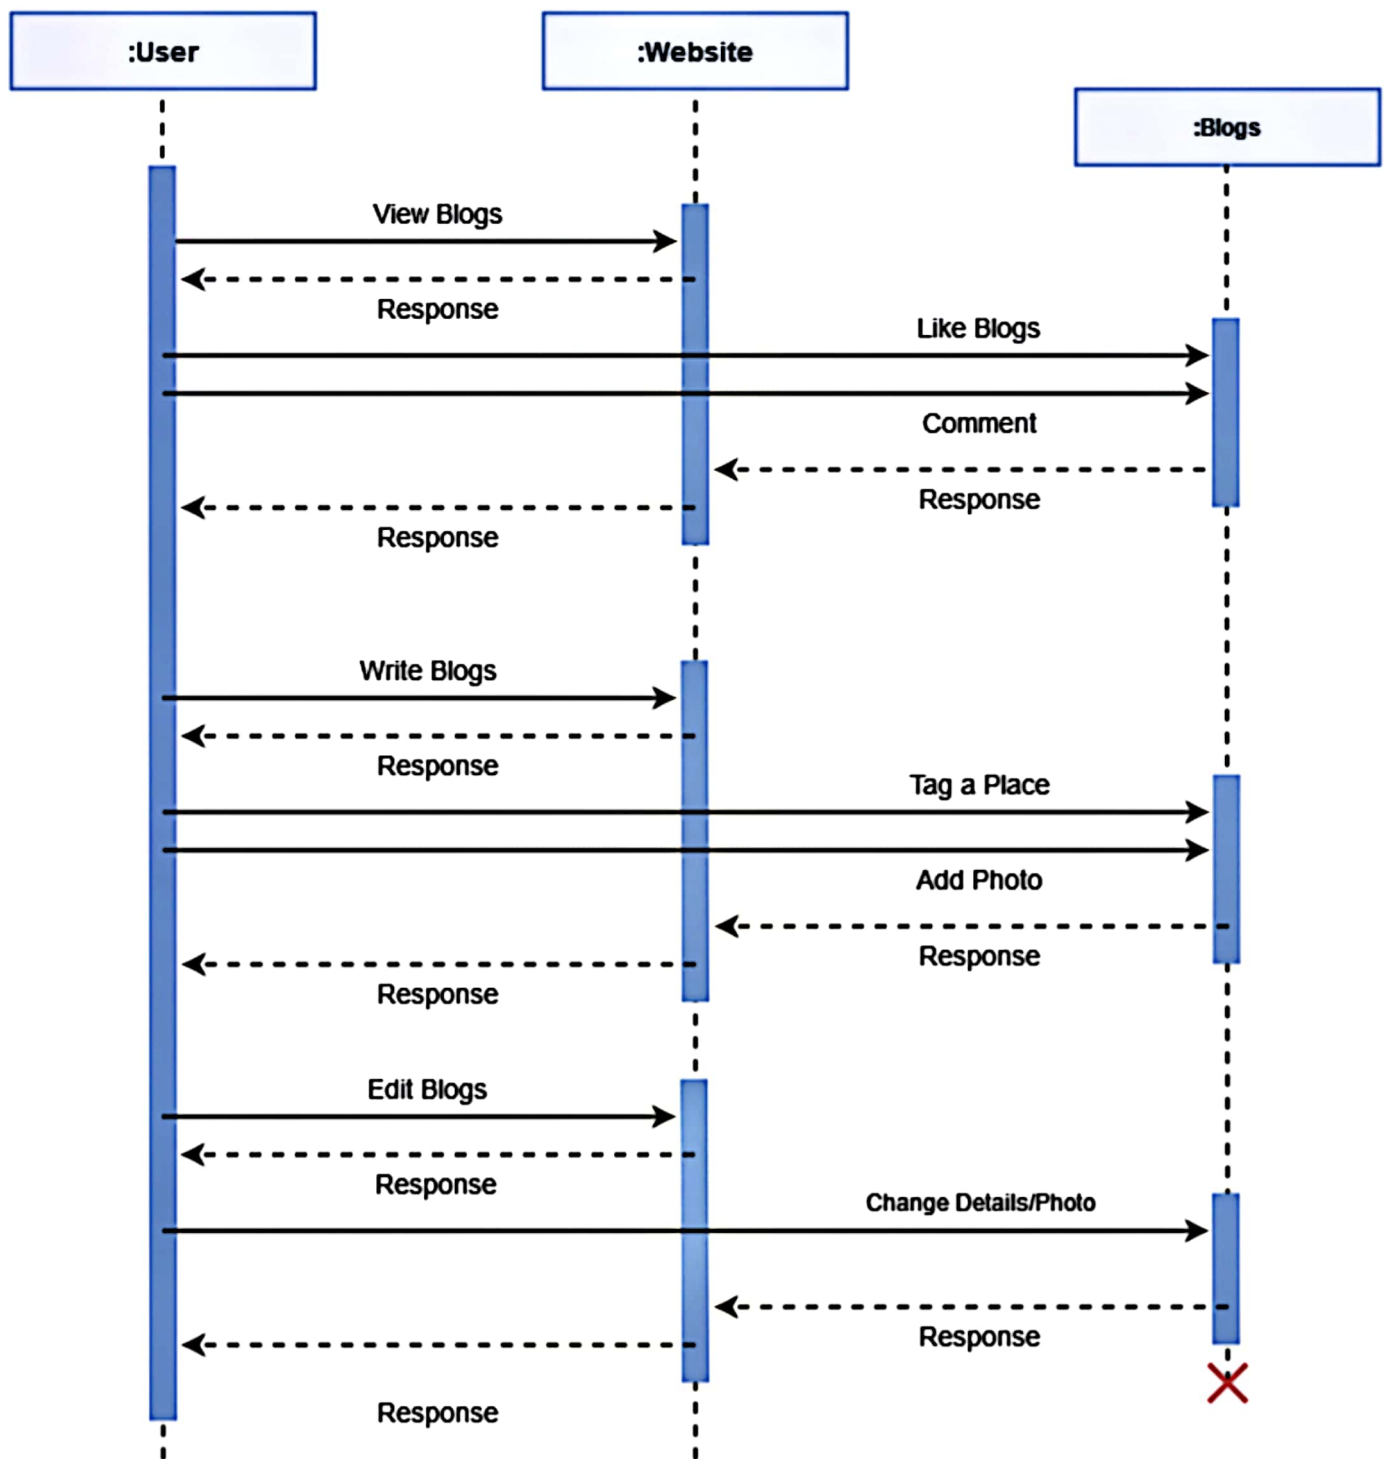 :User
:Website
:Blogs
View Blogs
Response
Like Blogs
Comment
Response
Response
Write Blogs
Response
Tag a Place
Add Photo
Response
Response
Edit Blogs
Response
Change Details/Photo
Response
Response